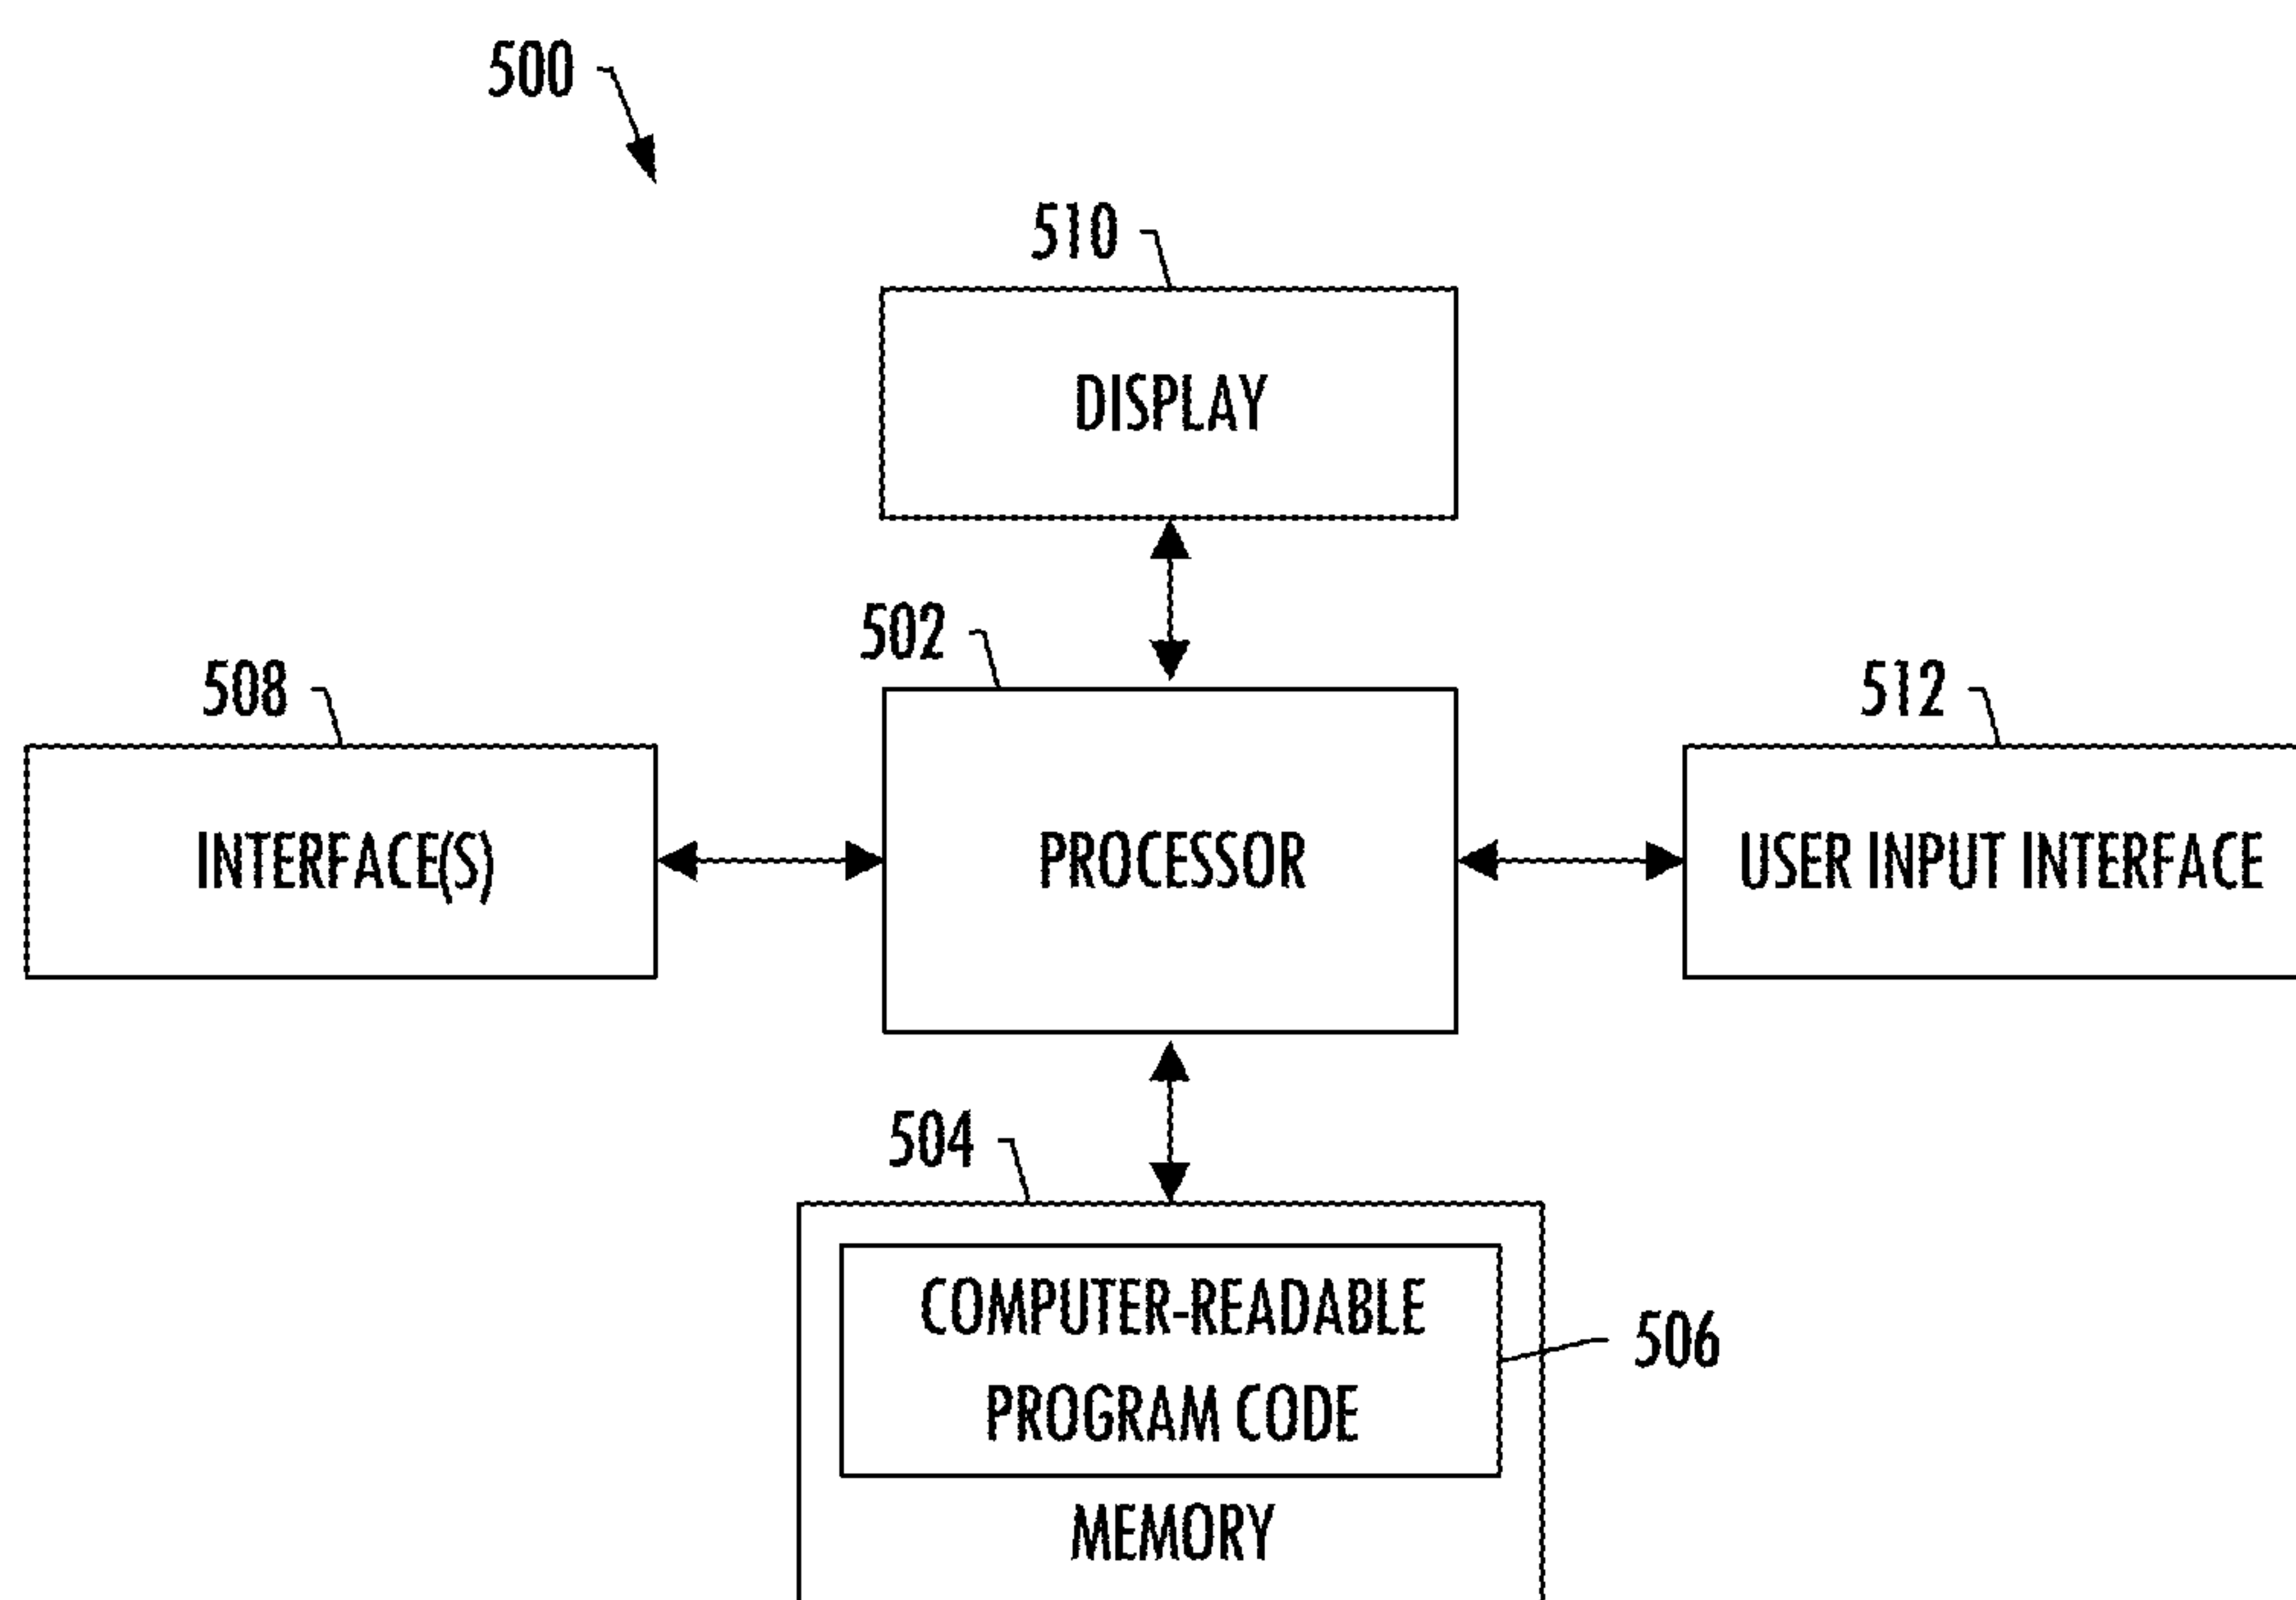 500
510
DISPLAY
502
508
512
INTERFACE(S)
PROCESSOR
USER INPUT INTERFACE
504
COMPUTER-READABLE
PROGRAM CODE
506
MEMORY